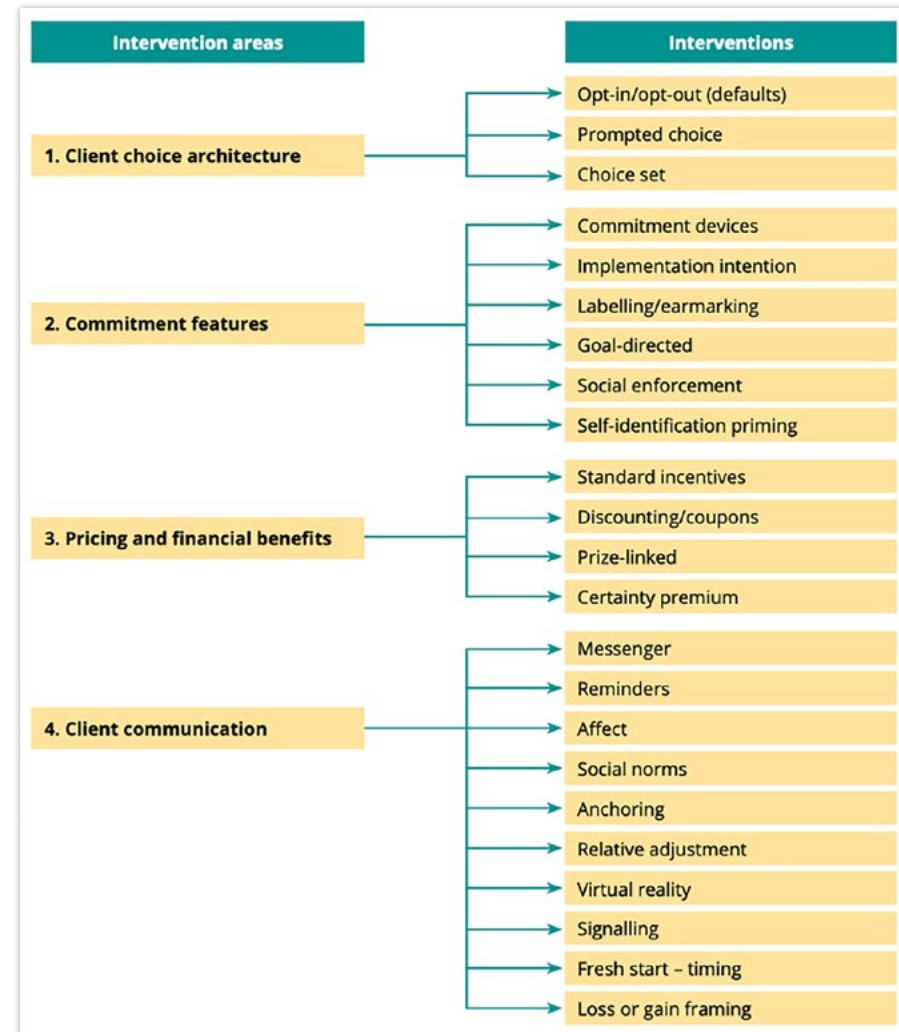 Intervention areas
Interventions
1. Client choice architecture
Opt-in/opt-out (defaults)
Prompted choice
Choice set
2. Commitment features
Commitment devices
Implementation intention
Labelling/earmarking
Goal-directed
Social enforcement
Self-identification priming
3. Pricing and financial benefits
Standard incentives
Discounting/coupons
Prize-linked
Certainty premium
4. Client communication
Messenger
Reminders
Affect
Social norms
Anchoring
Relative adjustment
Virtual reality
Signalling
Fresh start – timing
Loss or gain framing